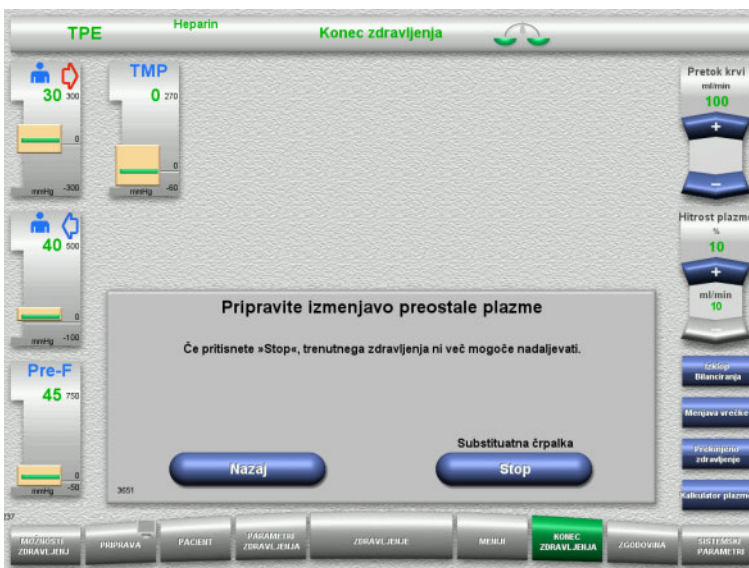 TPE
Heparin
Konec zdravljenja
30 300
0
mmHg -300
TMP
0 270
0
mmHg -60
Pretok krvi
ml/min
100
+
−
40 500
0
mmHg -100
Hitrost plazme
%
10
+
ml/min
10
−
Pre-F
45 750
0
mmHg -50
Pripravite izmenjavo preostale plazme
Če pritisnete »Stop«, trenutnega zdravljenja ni več mogoče nadaljevati.
Substituatna črpalka
Nazaj
Stop
3651
Izklop
Bilanciranja
Menjava vrečke
Prekinjeno
zdravljenje
Kalkulator plazme
237
MOŽNOSTI
ZDRAVLJENJ
PRIPRAVA
PACIENT
PARAMETRI
ZDRAVLJENJA
ZDRAVLJENJE
MENIJI
KONEC
ZDRAVLJENJA
ZGODOVINA
SISTEMSKI
PARAMETRI